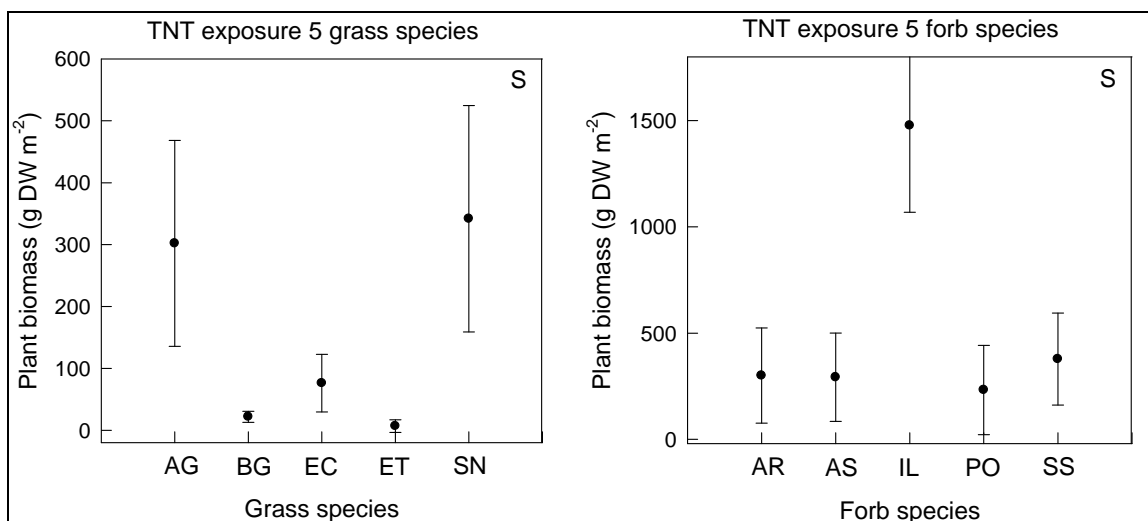 TNT exposure 5 grass species
S
Plant biomass (g DW m-2)
600
500
400
300
200
100
0
AG BG EC ET SN
Grass species
TNT exposure 5 forb species
S
Plant biomass (g DW m-2)
1500
1000
500
0
AR AS IL PO SS
Forb species